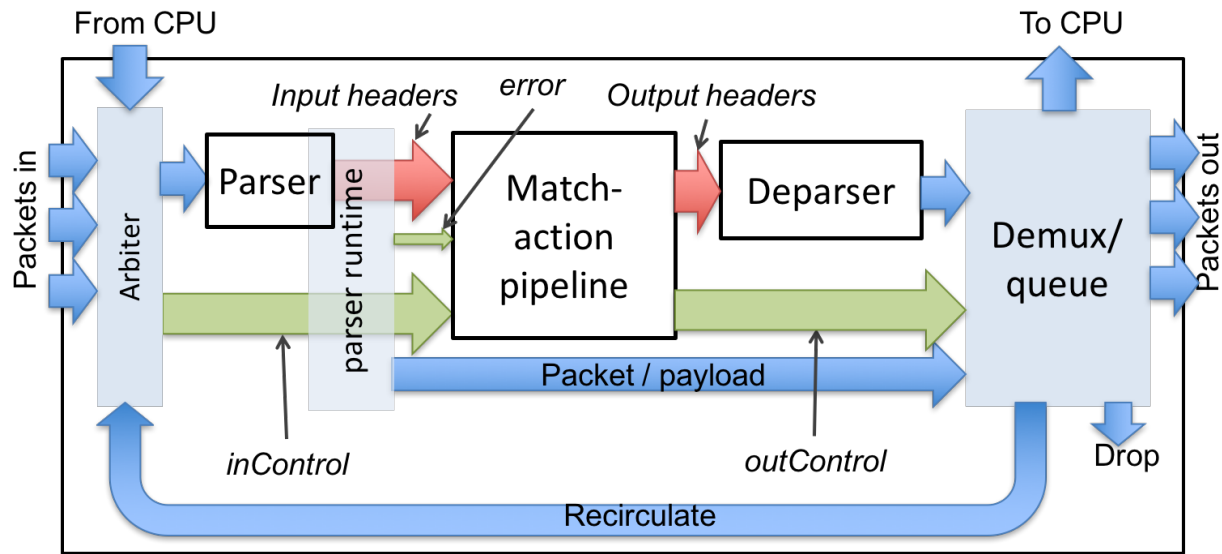 From CPU
To CPU
Input headers
error
Output headers
Packets in
Arbiter
Parser
parser runtime
Match-
action
pipeline
Deparser
Demux/
queue
Packets out
Packet / payload
inControl
outControl
Drop
Recirculate